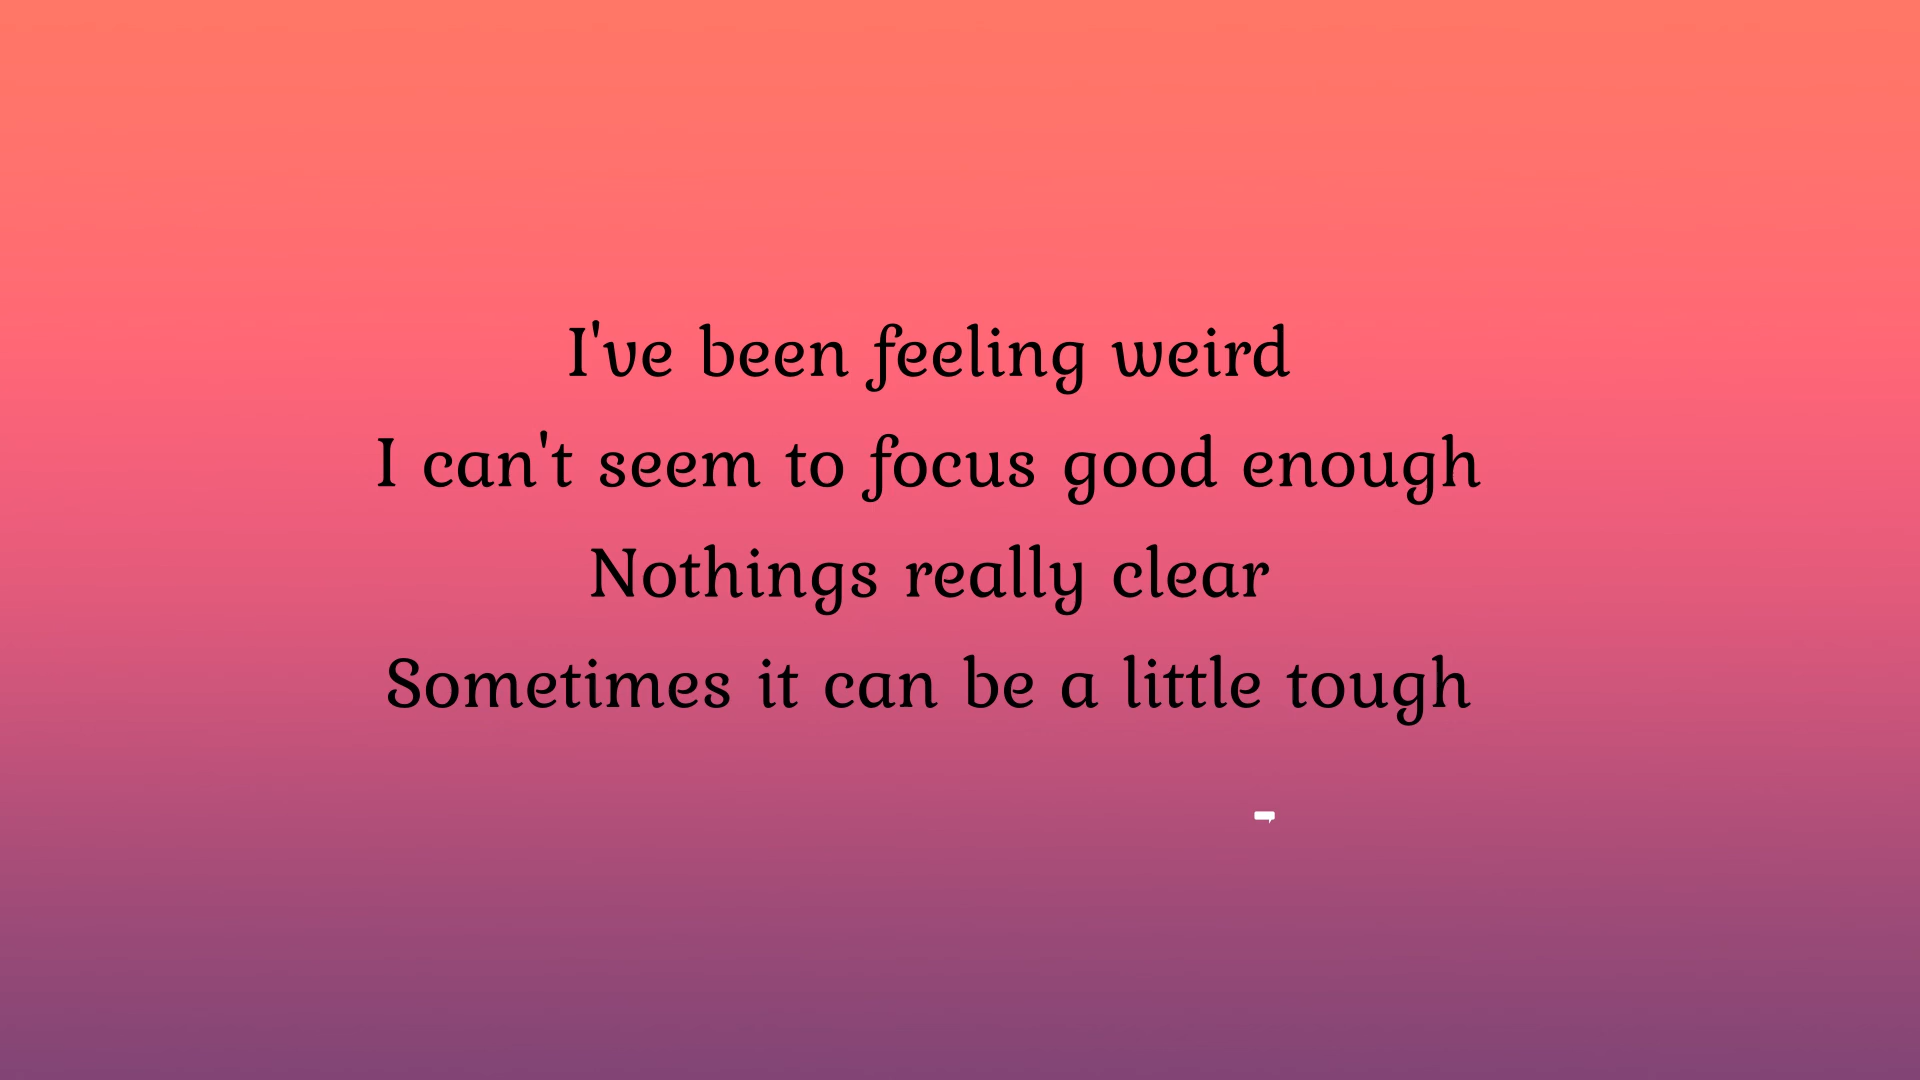 I've been feeling weird
I can't seem to focus good enough
Nothings really clear
Sometimes it can be a little tough